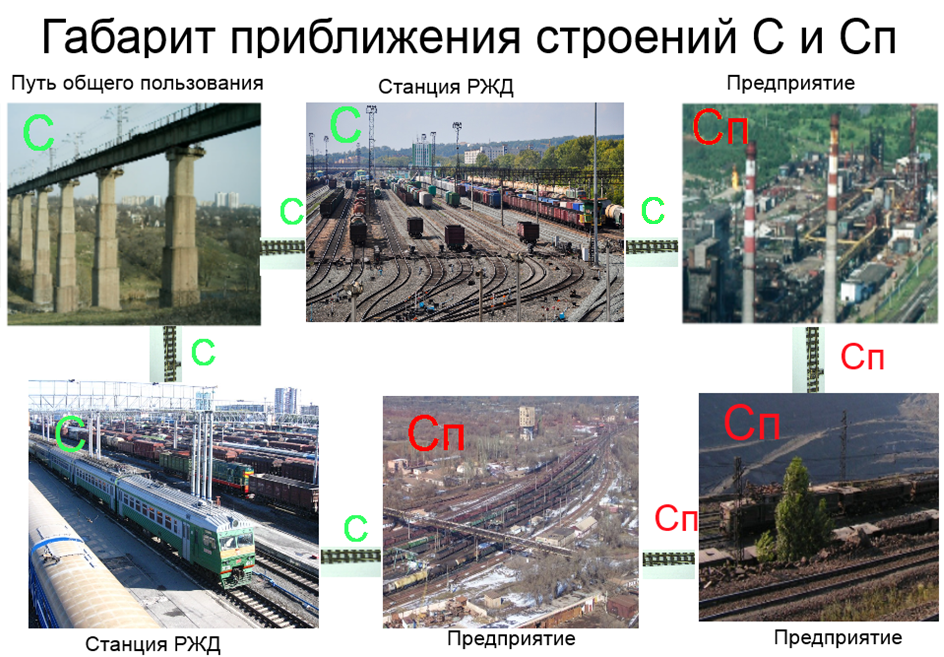 Габарит приближения строений С и Сп
Путь общего пользования
Станция РЖД
Предприятие
С
С
Сп
С
С
С
Сп
С
Сп
Сп
С
Сп
Станция РЖД
Предприятие
Предприятие